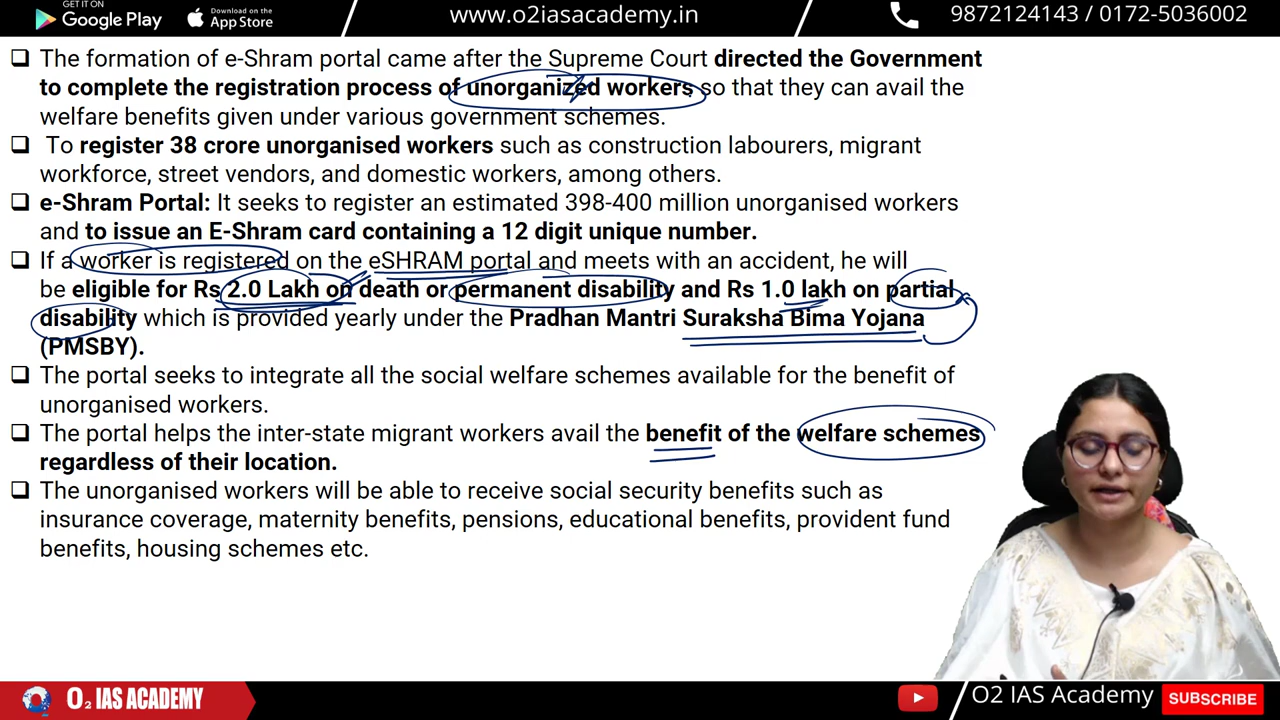 GET IT ON
Google Play
Download on the
App Store
www.o2iasacademy.in
9872124143 / 0172-5036002
The formation of e-Shram portal came after the Supreme Court directed the Government
to complete the registration process of unorganized workers so that they can avail the
welfare benefits given under various government schemes.
To register 38 crore unorganised workers such as construction labourers, migrant
workforce, street vendors, and domestic workers, among others.
e-Shram Portal: It seeks to register an estimated 398-400 million unorganised workers
and to issue an E-Shram card containing a 12 digit unique number.
If a worker is registered on the eSHRAM portal and meets with an accident, he will
be eligible for Rs 2.0 Lakh on death or permanent disability and Rs 1.0 lakh on partial
disability which is provided yearly under the Pradhan Mantri Suraksha Bima Yojana
(PMSBY).
The portal seeks to integrate all the social welfare schemes available for the benefit of
unorganised workers.
The portal helps the inter-state migrant workers avail the benefit of the welfare schemes
regardless of their location.
The unorganised workers will be able to receive social security benefits such as
insurance coverage, maternity benefits, pensions, educational benefits, provident fund
benefits, housing schemes etc.
O2 IAS ACADEMY
O2 IAS Academy
SUBSCRIBE